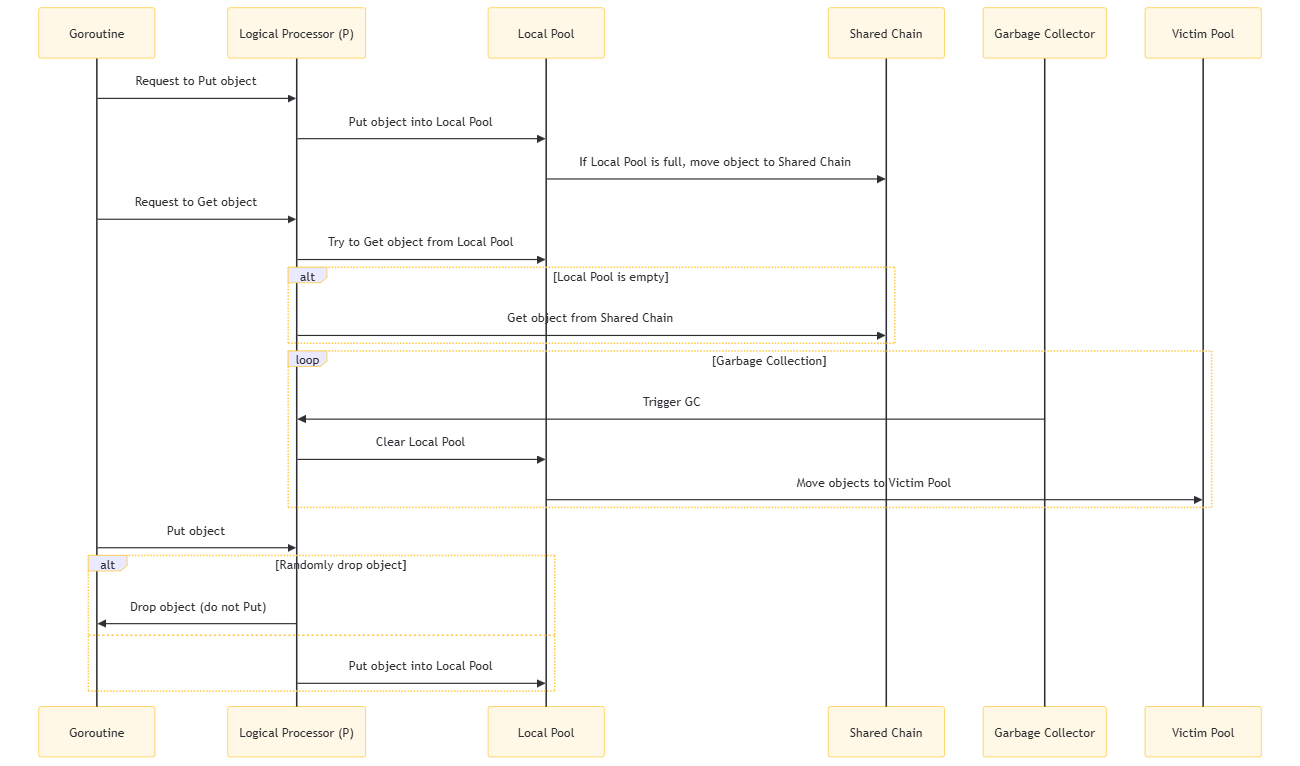 Goroutine
Logical Processor (P)
Local Pool
Shared Chain
Garbage Collector
Victim Pool
Request to Put object
Put object into Local Pool
If Local Pool is full, move object to Shared Chain
Request to Get object
Try to Get object from Local Pool
alt
[Local Pool is empty]
Get object from Shared Chain
loop
[Garbage Collection]
Trigger GC
Clear Local Pool
Move objects to Victim Pool
Put object
alt
[Randomly drop object]
Drop object (do not Put)
Put object into Local Pool
Goroutine
Logical Processor (P)
Local Pool
Shared Chain
Garbage Collector
Victim Pool